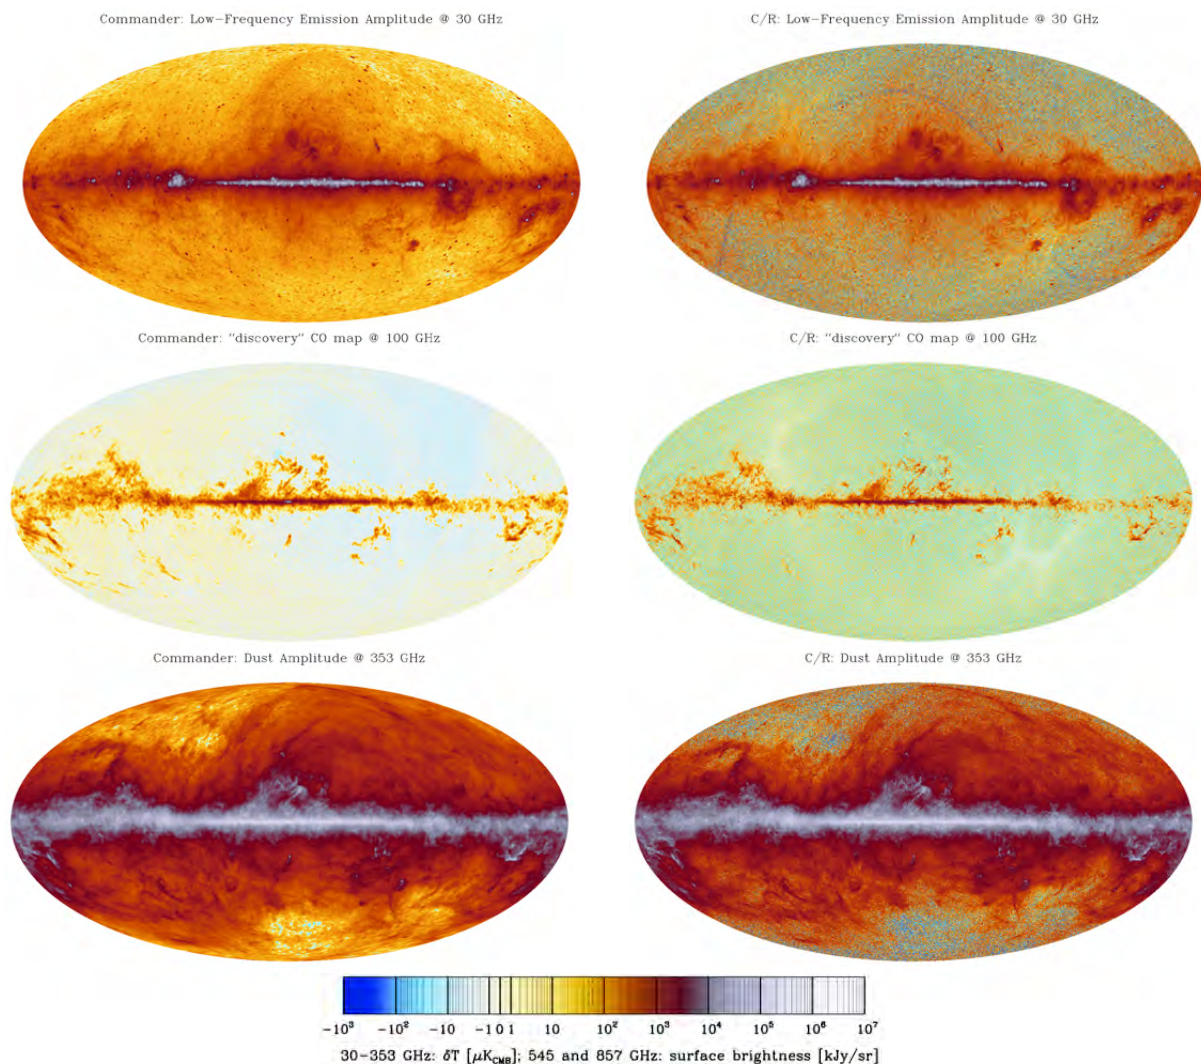 Commander: Low-Frequency Emission Amplitude @ 30 GHz
C/R: Low-Frequency Emission Amplitude @ 30 GHz
Commander: "discovery" CO map @ 100 GHz
C/R: "discovery" CO map @ 100 GHz
Commander: Dust Amplitude @ 353 GHz
C/R: Dust Amplitude @ 353 GHz
-10³ -10² -10 -1 0 1 10 10² 10³ 10⁴ 10⁵ 10⁶ 10⁷
30-353 GHz: δT [μK_CMB]; 545 and 857 GHz: surface brightness [kJy/sr]